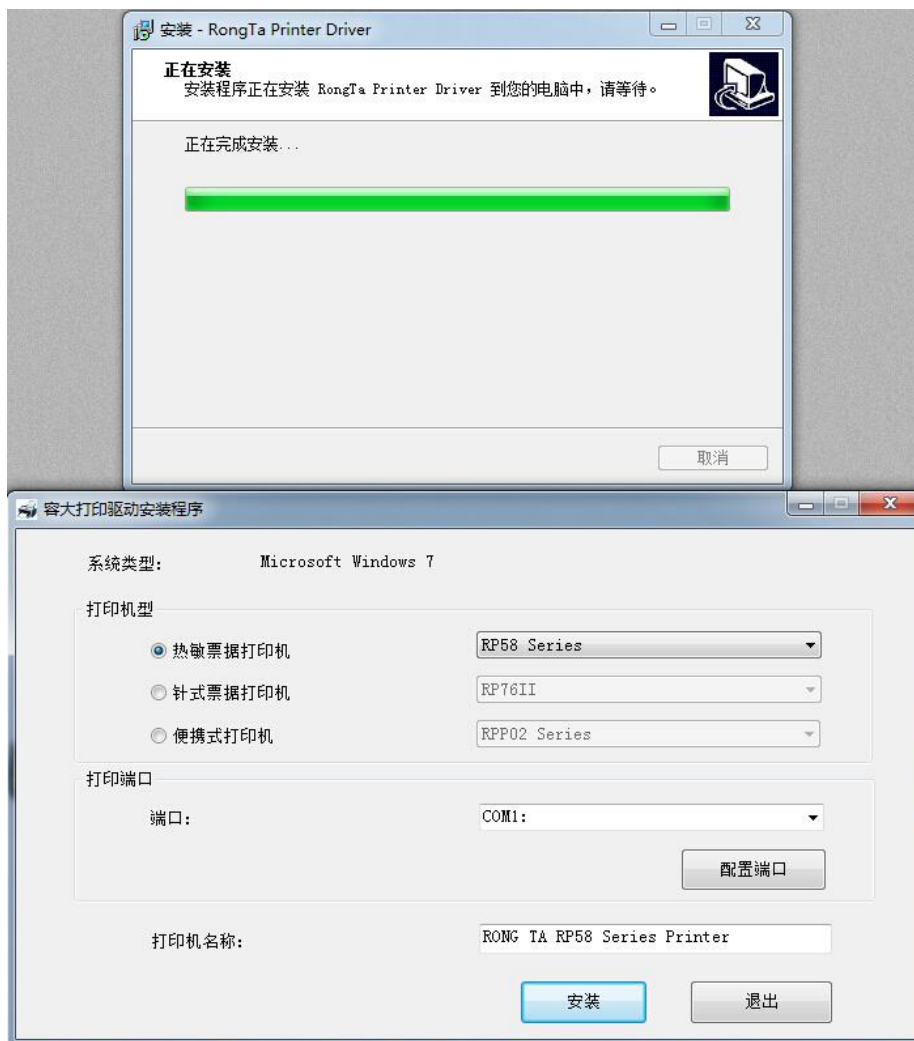 安装 - RongTa Printer Driver
正在安装
安装程序正在安装 RongTa Printer Driver 到您的电脑中，请等待。
正在完成安装...
取消
容大打印驱动安装程序
系统类型： Microsoft Windows 7
打印机型
热敏票据打印机 RP58 Series
针式票据打印机 RP76II
便携式打印机 RPP02 Series
打印端口
端口： COM1:
配置端口
打印机名称： RONG TA RP58 Series Printer
安装 退出